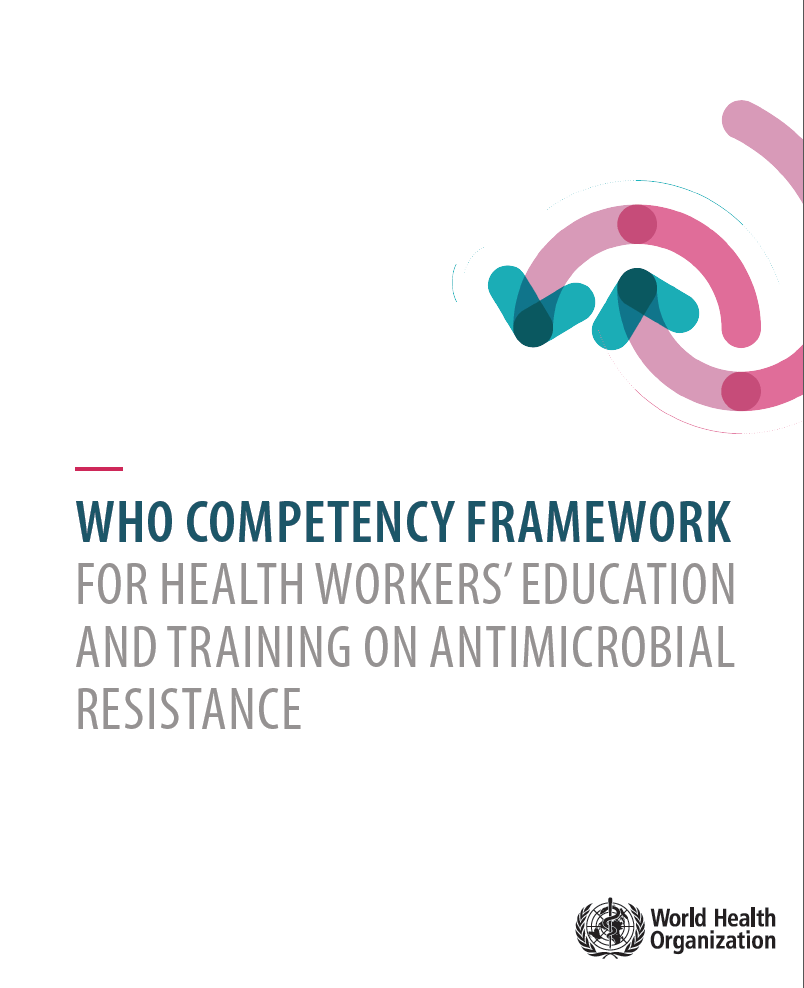 WHO COMPETENCY FRAMEWORK
FOR HEALTH WORKERS’ EDUCATION
AND TRAINING ON ANTIMICROBIAL
RESISTANCE
World Health
Organization